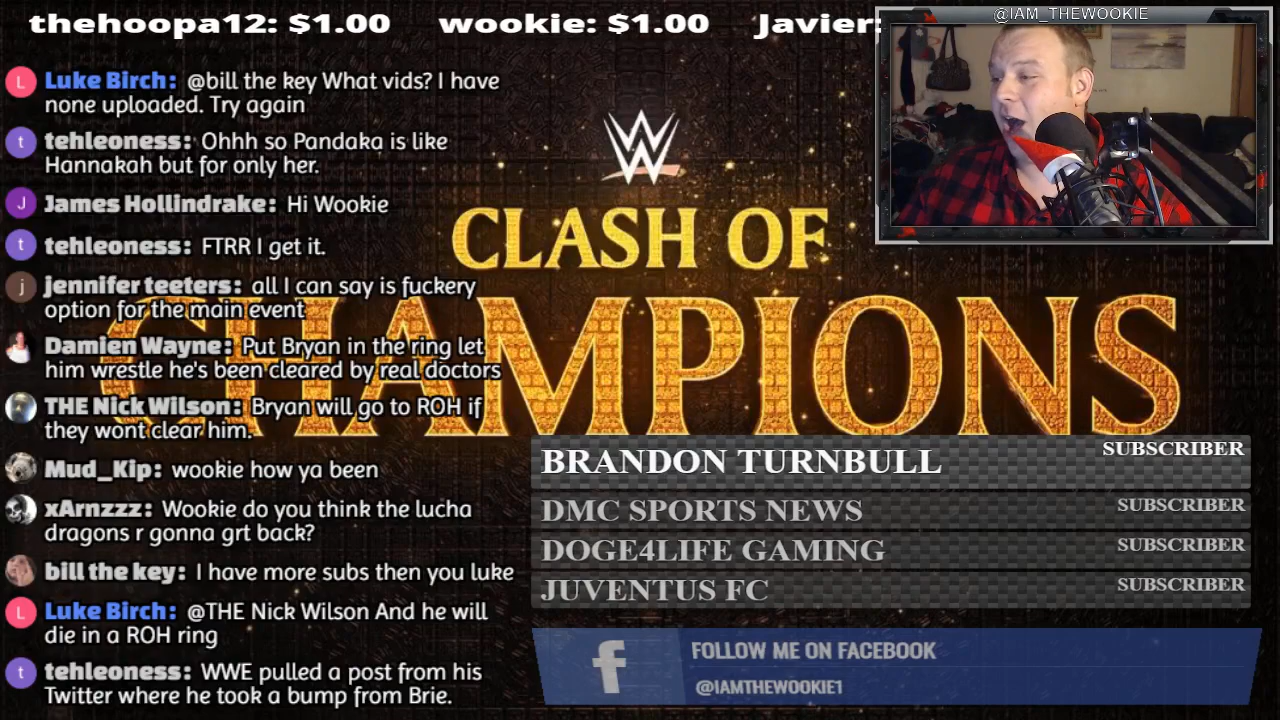 thehoopa12: $1.00 wookie: $1.00 Javier:
@IAM_THEWOOKIE
Luke Birch: @bill the key What vids? I have
none uploaded. Try again
tehleoness: Ohhh so Pandaka is like
Hannakah but for only her.
James Hollindrake: Hi Wookie
tehleoness: FTRR I get it.
jennifer teeters: all I can say is fuckery
option for the main event
Damien Wayne: Put Bryan in the ring let
him wrestle he's been cleared by real doctors
THE Nick Wilson: Bryan will go to ROH if
they wont clear him.
Mud_Kip: wookie how ya been
xArnzzz: Wookie do you think the lucha
dragons r gonna grt back?
bill the key: I have more subs then you luke
Luke Birch: @THE Nick Wilson And he will
die in a ROH ring
tehleoness: WWE pulled a post from his
Twitter where he took a bump from Brie.
W
CLASH OF
CHAMPIONS
BRANDON TURNBULL SUBSCRIBER
DMC SPORTS NEWS SUBSCRIBER
DOGE4LIFE GAMING SUBSCRIBER
JUVENTUS FC SUBSCRIBER
f
FOLLOW ME ON FACEBOOK
@IAMTHEWOOKIE1